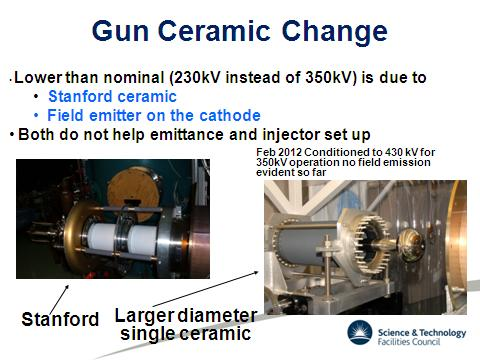 Gun Ceramic Change
· Lower than nominal (230kV instead of 350kV) is due to
• Stanford ceramic
• Field emitter on the cathode
• Both do not help emittance and injector set up
Feb 2012 Conditioned to 430 kV for
350kV operation no field emission
evident so far
Stanford
Larger diameter
single ceramic
Science & Technology
Facilities Council